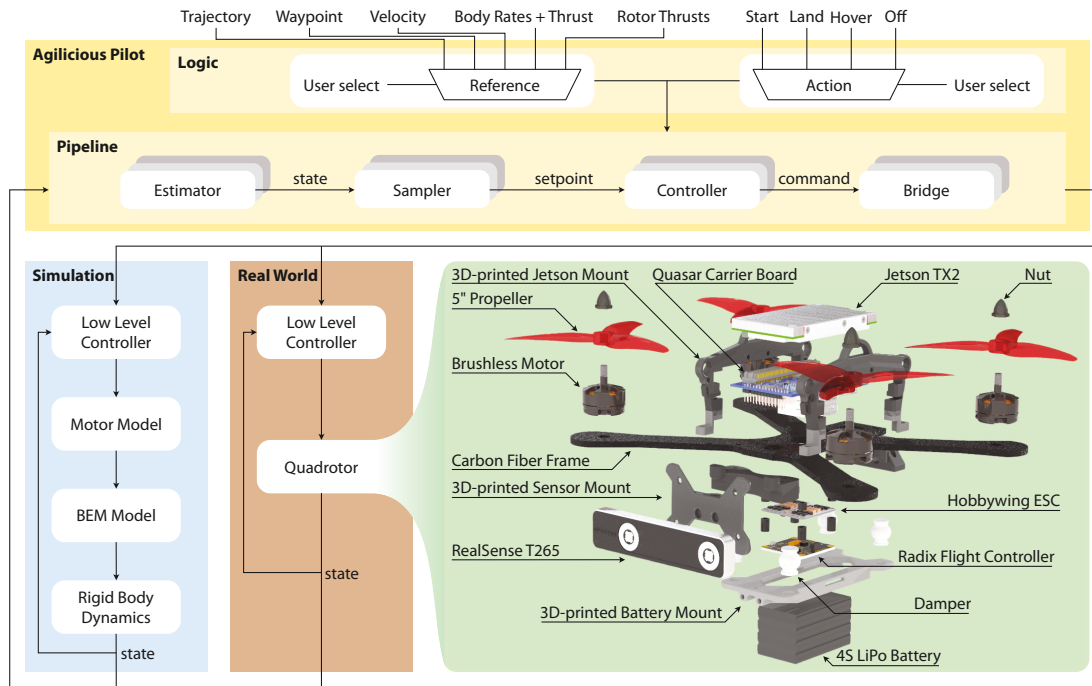 Trajectory
Waypoint
Velocity
Body Rates + Thrust
Rotor Thrusts
Start
Land
Hover
Off
Agilicious Pilot
Logic
User select
Reference
Action
User select
Pipeline
Estimator
state
Sampler
setpoint
Controller
command
Bridge
Simulation
Low Level
Controller
Motor Model
BEM Model
Rigid Body
Dynamics
state
Real World
Low Level
Controller
Quadrotor
state
3D-printed Jetson Mount
Quasar Carrier Board
Jetson TX2
Nut
5" Propeller
Brushless Motor
Carbon Fiber Frame
3D-printed Sensor Mount
Hobbywing ESC
RealSense T265
Radix Flight Controller
3D-printed Battery Mount
Damper
4S LiPo Battery